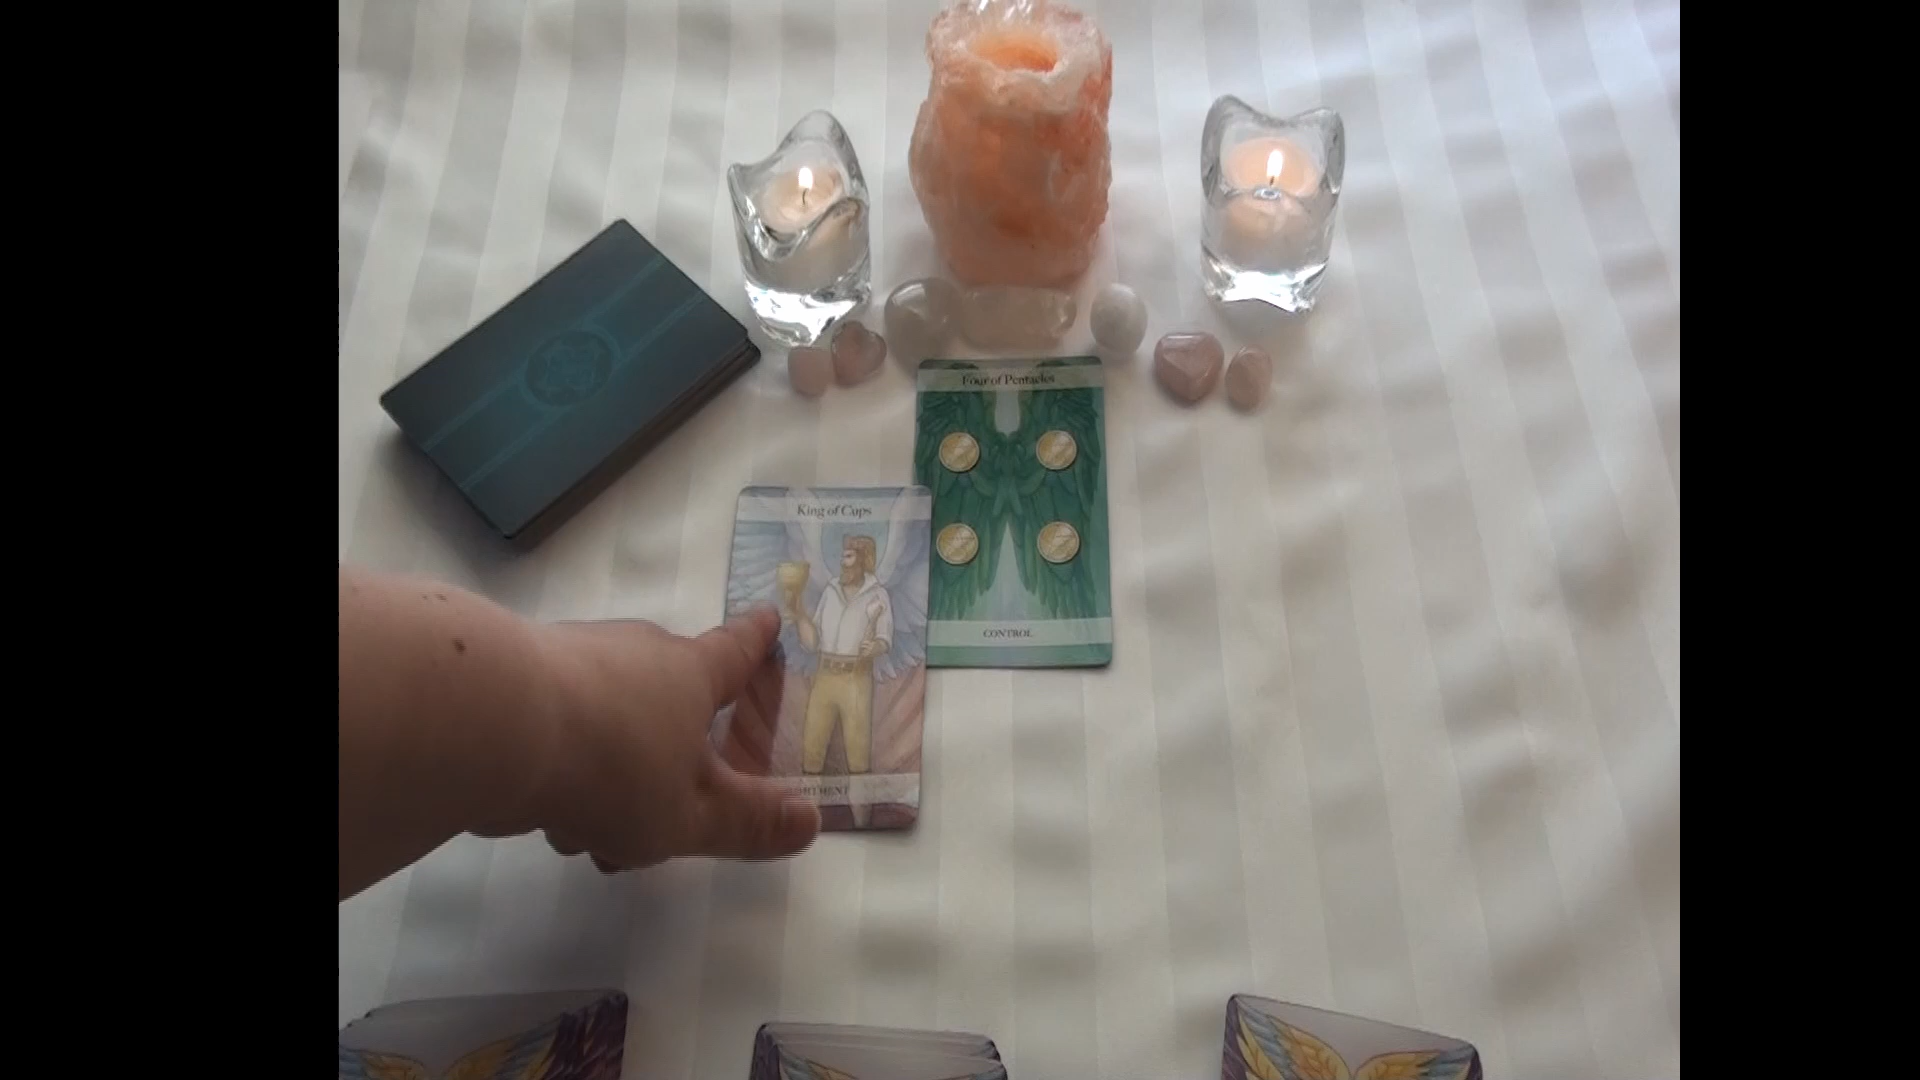 Four of Pentacles
King of Cups
CONTROL